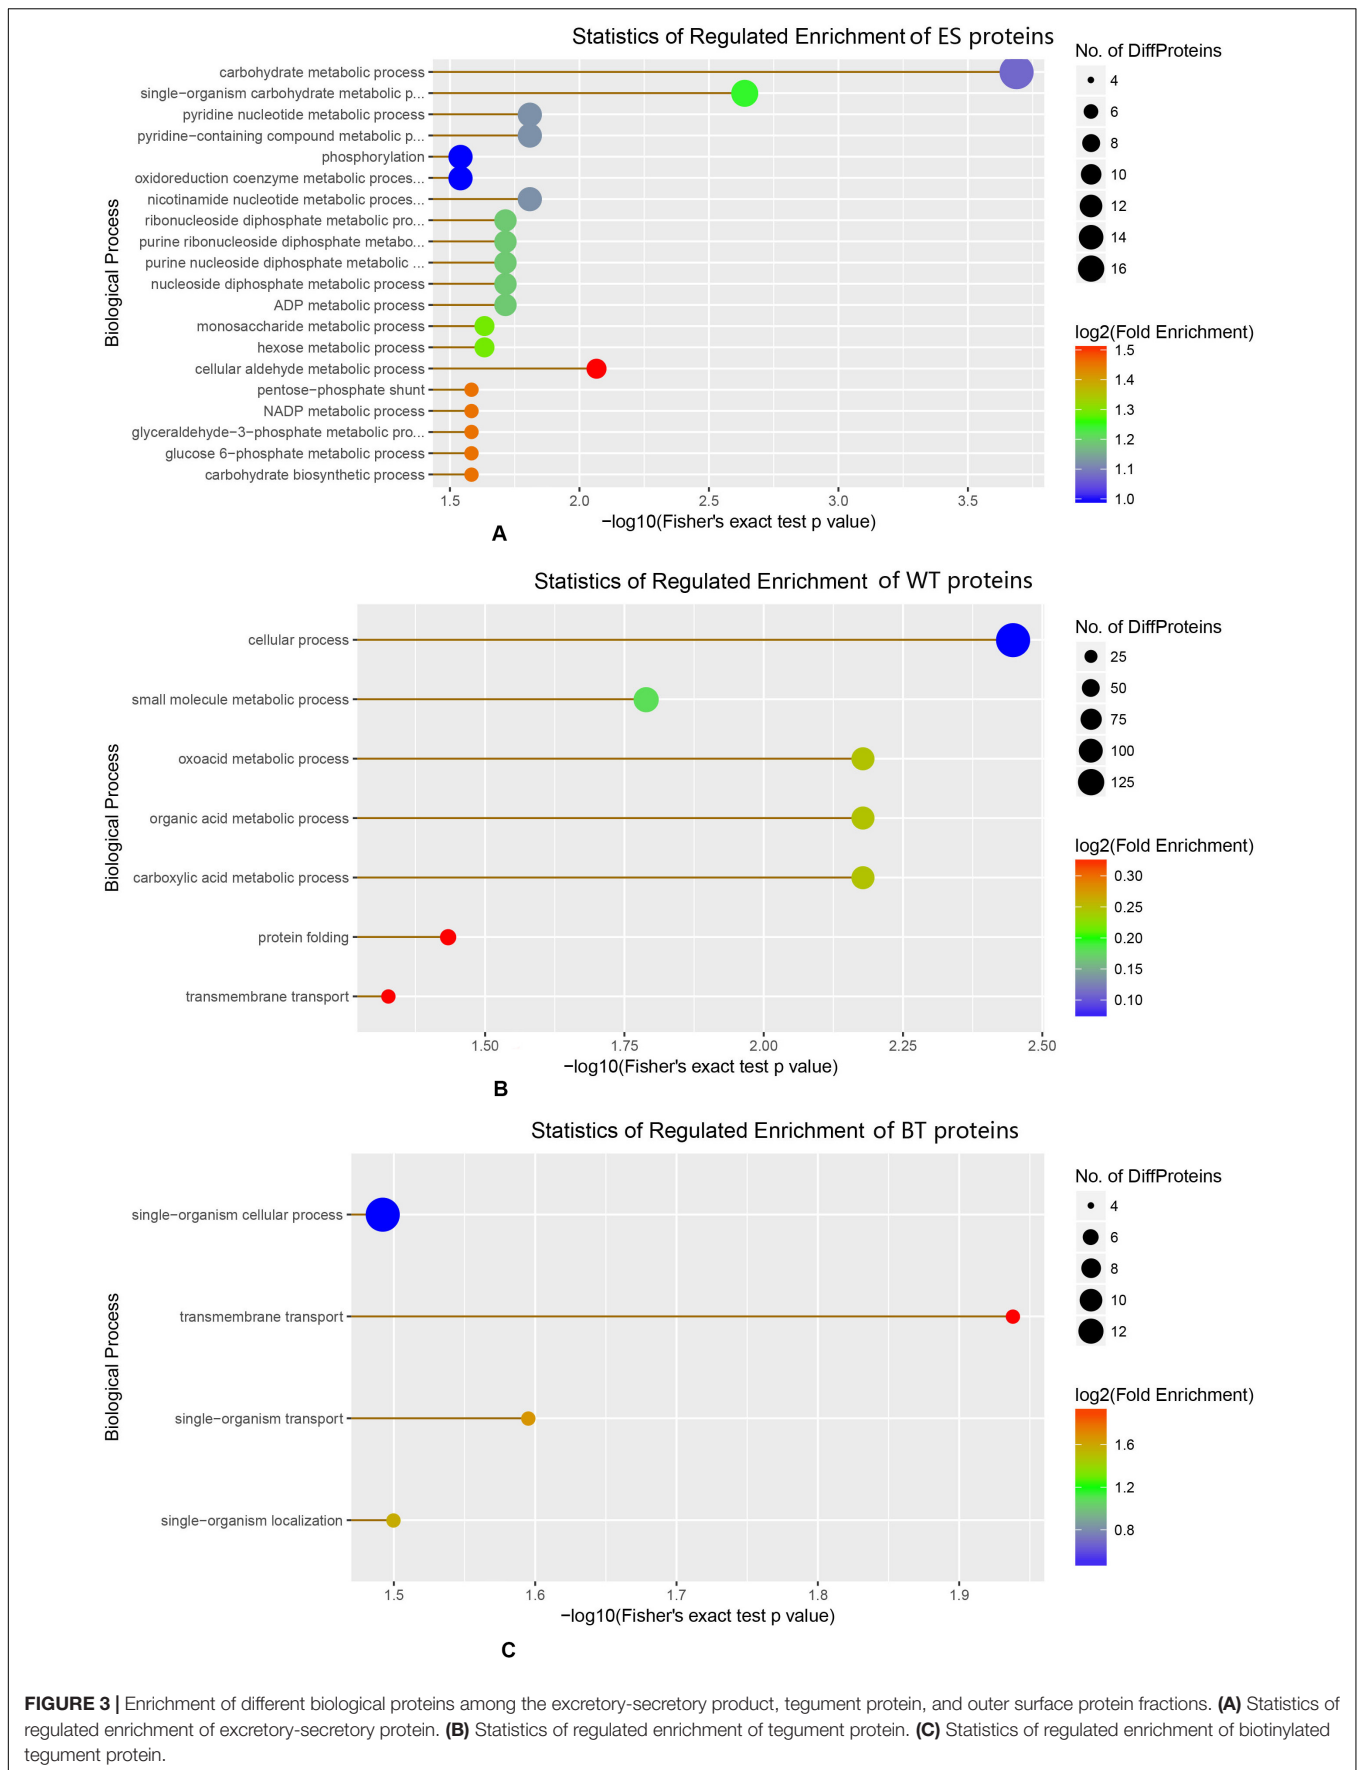 Statistics of Regulated Enrichment of ES proteins
Biological Process
carbohydrate metabolic process
single−organism carbohydrate metabolic p...
pyridine nucleotide metabolic process
pyridine−containing compound metabolic p...
phosphorylation
oxidoreduction coenzyme metabolic proces...
nicotinamide nucleotide metabolic proces...
ribonucleoside diphosphate metabolic pro...
purine ribonucleoside diphosphate metabo...
purine nucleoside diphosphate metabolic ...
nucleoside diphosphate metabolic process
ADP metabolic process
monosaccharide metabolic process
hexose metabolic process
cellular aldehyde metabolic process
pentose−phosphate shunt
NADP metabolic process
glyceraldehyde−3−phosphate metabolic pro...
glucose 6−phosphate metabolic process
carbohydrate biosynthetic process
1.5 2.0 2.5 3.0 3.5
−log10(Fisher's exact test p value)
No. of DiffProteins
4
6
8
10
12
14
16
log2(Fold Enrichment)
1.5
1.4
1.3
1.2
1.1
1.0
A
Statistics of Regulated Enrichment of WT proteins
Biological Process
cellular process
small molecule metabolic process
oxoacid metabolic process
organic acid metabolic process
carboxylic acid metabolic process
protein folding
transmembrane transport
1.50 1.75 2.00 2.25 2.50
−log10(Fisher's exact test p value)
No. of DiffProteins
25
50
75
100
125
log2(Fold Enrichment)
0.30
0.25
0.20
0.15
0.10
B
Statistics of Regulated Enrichment of BT proteins
Biological Process
single−organism cellular process
transmembrane transport
single−organism transport
single−organism localization
1.5 1.6 1.7 1.8 1.9
−log10(Fisher's exact test p value)
No. of DiffProteins
4
6
8
10
12
log2(Fold Enrichment)
1.6
1.2
0.8
C
FIGURE 3 | Enrichment of different biological proteins among the excretory-secretory product, tegument protein, and outer surface protein fractions. (A) Statistics of
regulated enrichment of excretory-secretory protein. (B) Statistics of regulated enrichment of tegument protein. (C) Statistics of regulated enrichment of biotinylated
tegument protein.